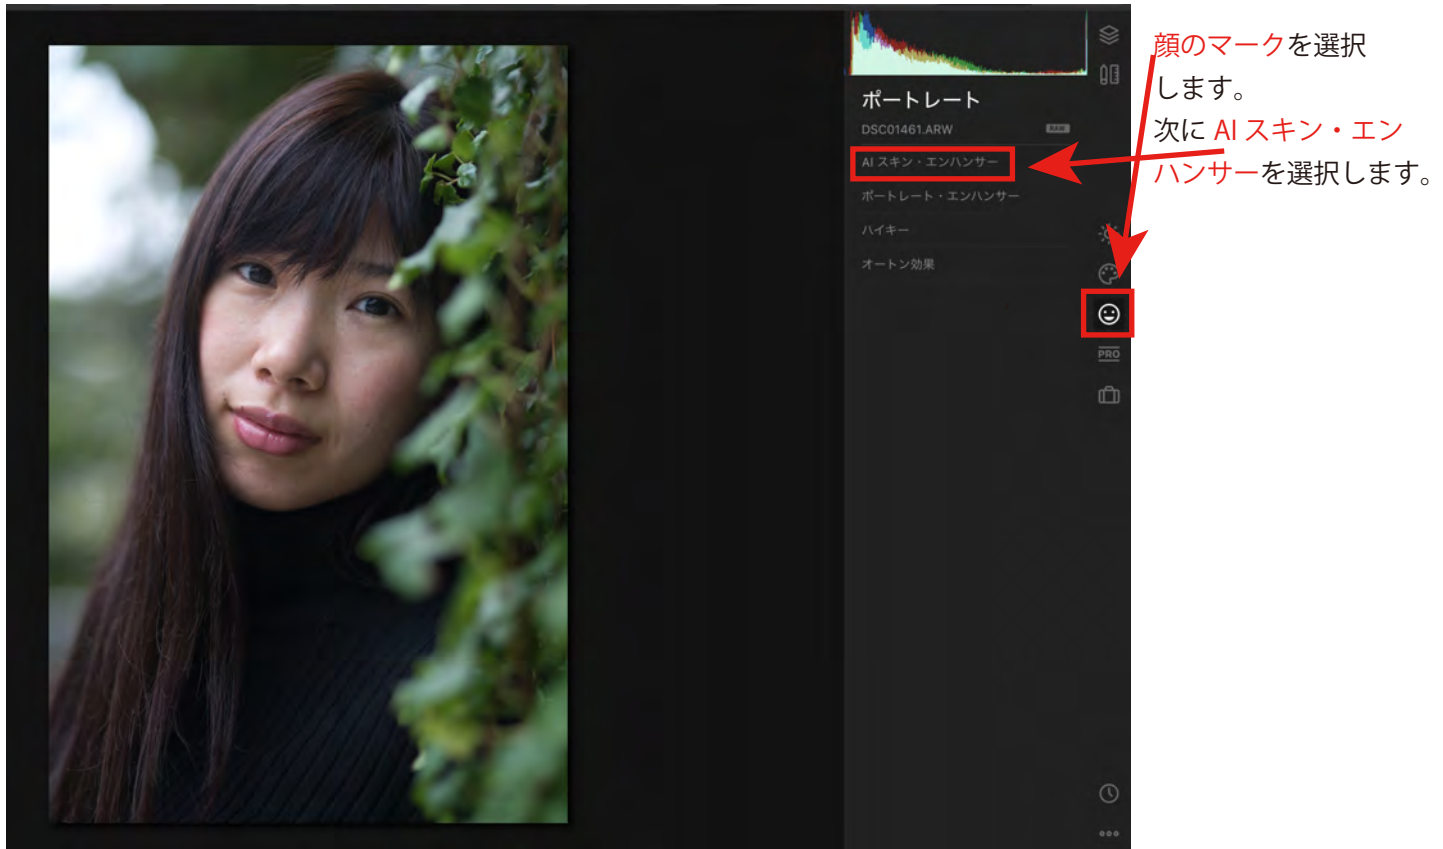 ポートレート
DSC01461.ARW
RAW
AI スキン・エンハンサー
ポートレート・エンハンサー
ハイキー
オートン効果
PRO
顔のマークを選択
します。
次に AI スキン・エン
ハンサーを選択します。